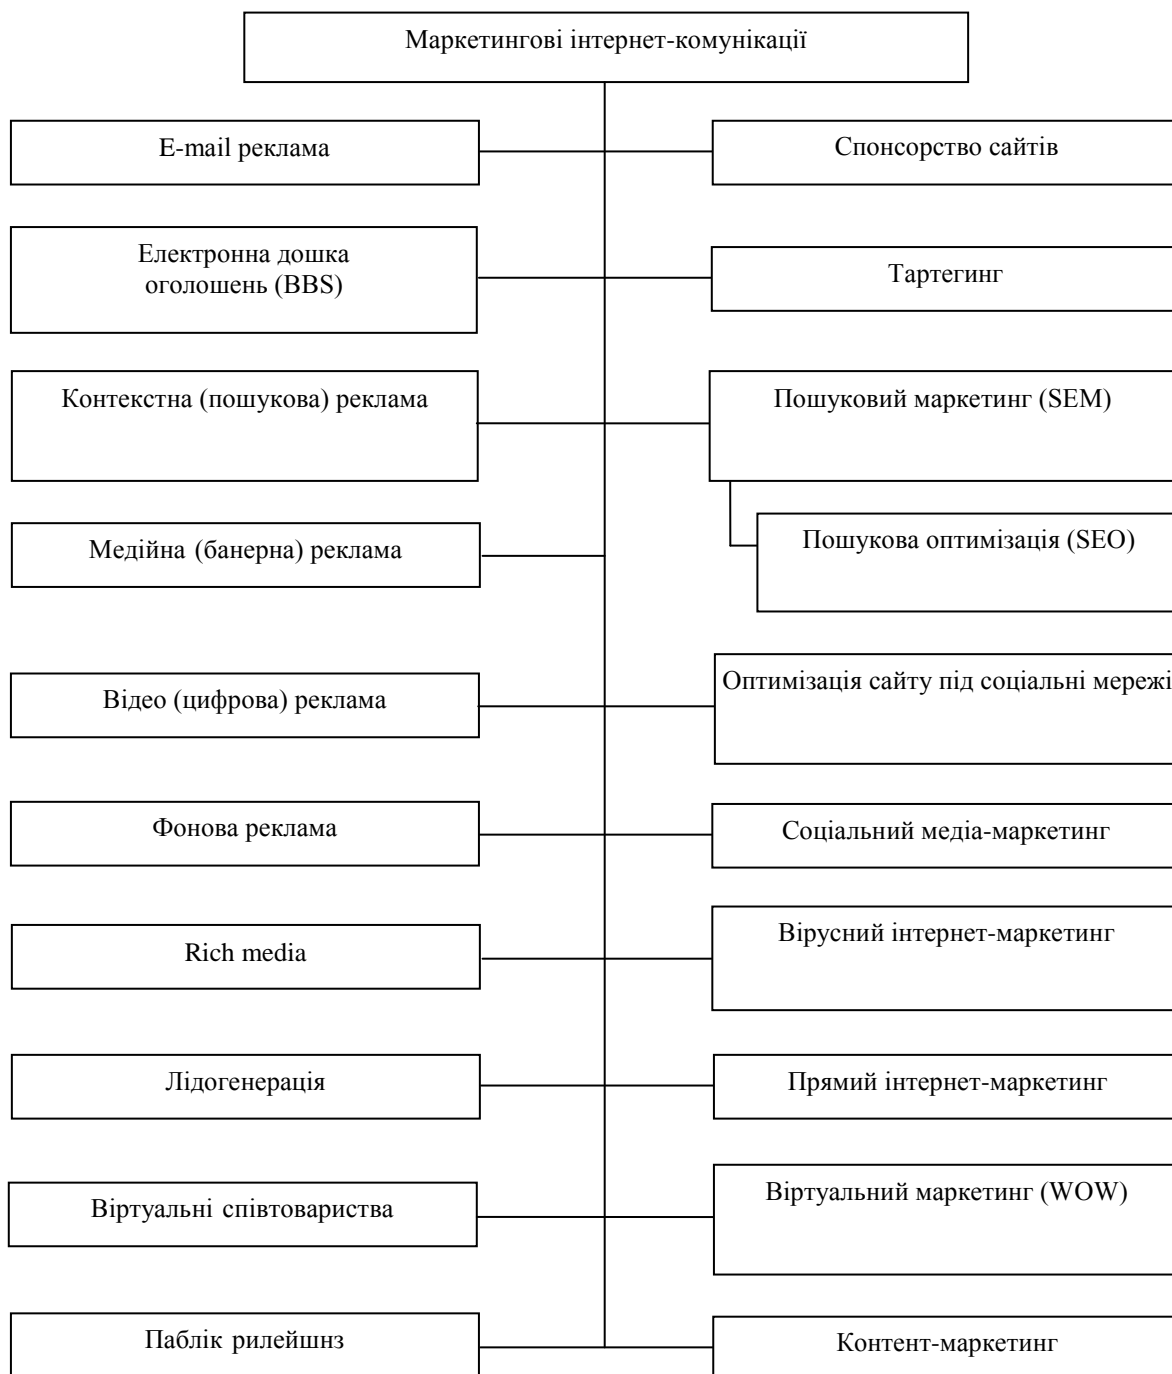 Маркетингові інтернет-комунікації
E-mail реклама
Спонсорство сайтів
Електронна дошка
оголошень (BBS)
Тартегинг
Контекстна (пошукова) реклама
Пошуковий маркетинг (SEM)
Медійна (банерна) реклама
Пошукова оптимізація (SEO)
Відео (цифрова) реклама
Оптимізація сайту під соціальні мережі
Фонова реклама
Соціальний медіа-маркетинг
Rich media
Вірусний інтернет-маркетинг
Лідогенерація
Прямий інтернет-маркетинг
Віртуальні співтовариства
Віртуальний маркетинг (WOW)
Паблік рилейшнз
Контент-маркетинг